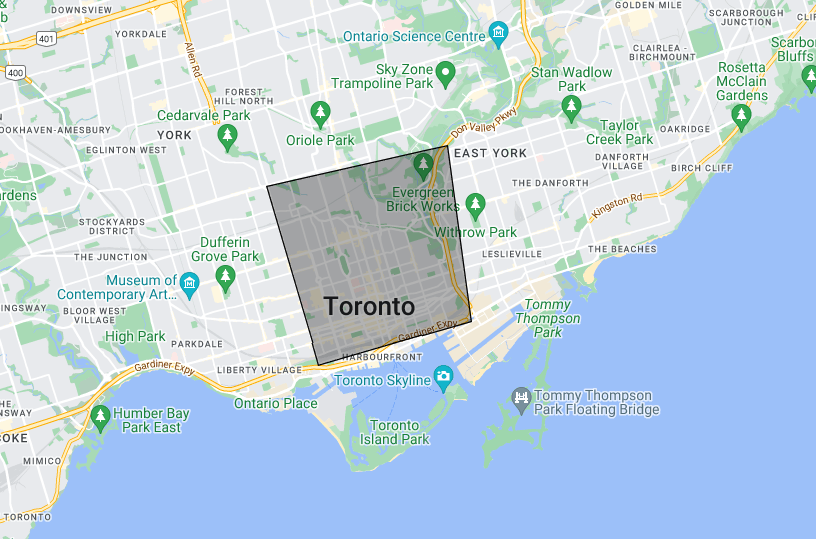 DOWNSVIEW
GOLDEN MILE
SCARBOROUGH
JUNCTION
401
YORKDALE
Allen Rd
Ontario Science Centre
CLAIRLEA -
BIRCHMOUNT
Scarbo
Bluffs
400
Sky Zone
Trampoline Park
Stan Wadlow
Park
Rosetta
McClain
Gardens
FOREST
HILL NORTH
Cedarvale Park
Don Valley Pkwy
OOKHAVEN-AMESBURY
YORK
Oriole Park
Taylor
Creek Park
OAKRIDGE
EGLINTON WEST
EAST YORK
DANFORTH
VILLAGE
BIRCH CLIFF
Evergreen
Brick Works
THE DANFORTH
ardens
Kingston Rd
STOCKYARDS
DISTRICT
Withrow Park
Dufferin
Grove Park
THE JUNCTION
LESLIEVILLE
THE BEACHES
Museum of
Contemporary Art...
NGSWAY
BLOOR WEST
VILLAGE
Toronto
Tommy
Thompson
Park
High Park
PARKDALE
Gardiner Expy
HARBOURFRONT
Gardiner Expy
LIBERTY VILLAGE
Toronto Skyline
Ontario Place
Tommy Thompson
Park Floating Bridge
THE
NSWAY
Humber Bay
Park East
Toronto
Island Park
OKE
MIMICO
TORONTO